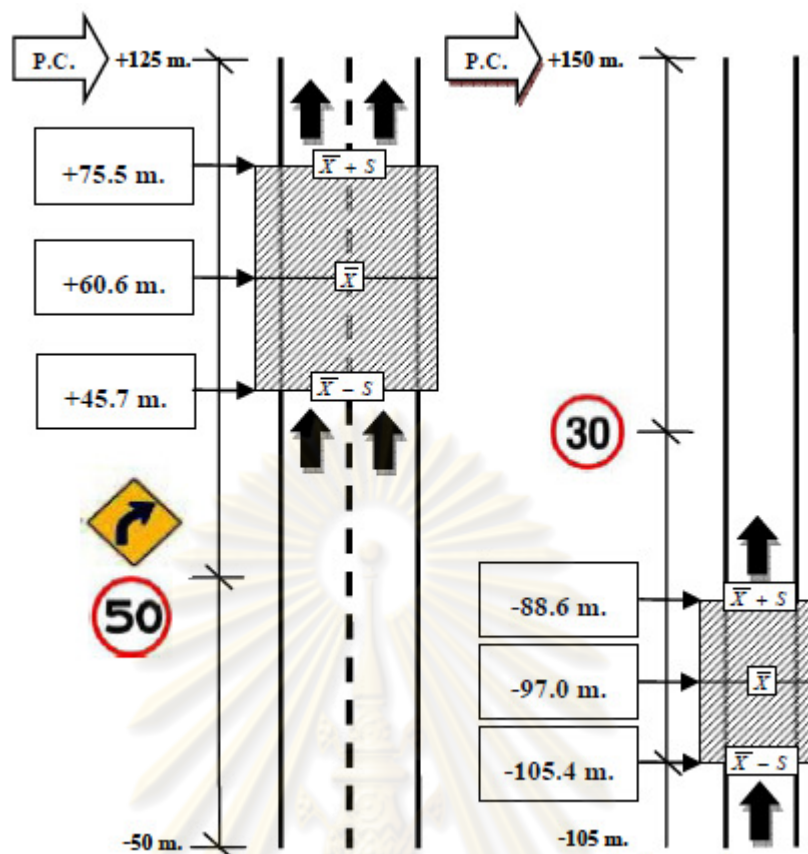 P.C.
+125 m.
X̄ + S
+75.5 m.
X̄
+60.6 m.
X̄ – S
+45.7 m.
50
-50 m.
P.C.
+150 m.
30
X̄ + S
-88.6 m.
X̄
-97.0 m.
X̄ – S
-105.4 m.
-105 m.